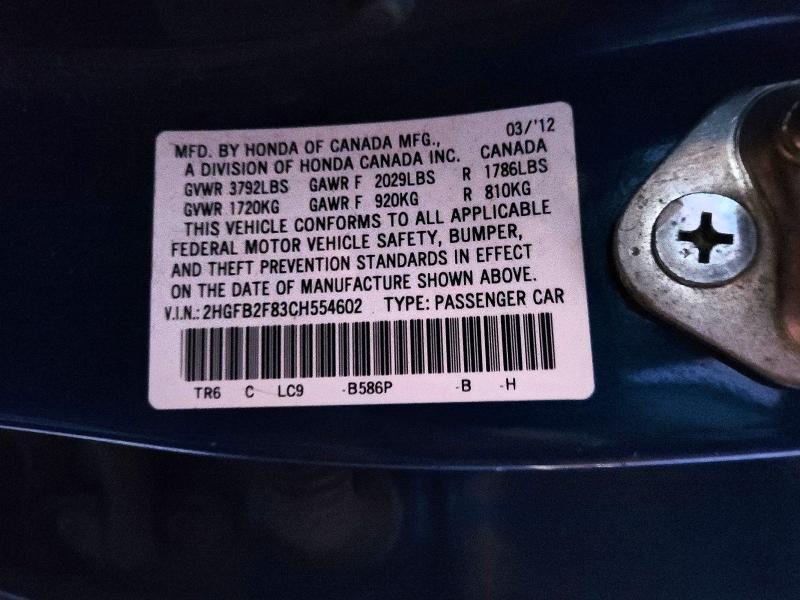 03/'12
MFD. BY HONDA OF CANADA MFG.,
A DIVISION OF HONDA CANADA INC. CANADA
GVWR 3792LBS GAWR F 2029LBS R 1786LBS
GVWR 1720KG GAWR F 920KG R 810KG
THIS VEHICLE CONFORMS TO ALL APPLICABLE
FEDERAL MOTOR VEHICLE SAFETY, BUMPER,
AND THEFT PREVENTION STANDARDS IN EFFECT
ON THE DATE OF MANUFACTURE SHOWN ABOVE.
V.I.N.: 2HGFB2F83CH554602 TYPE: PASSENGER CAR
TR6 C LC9 -B586P -B -H